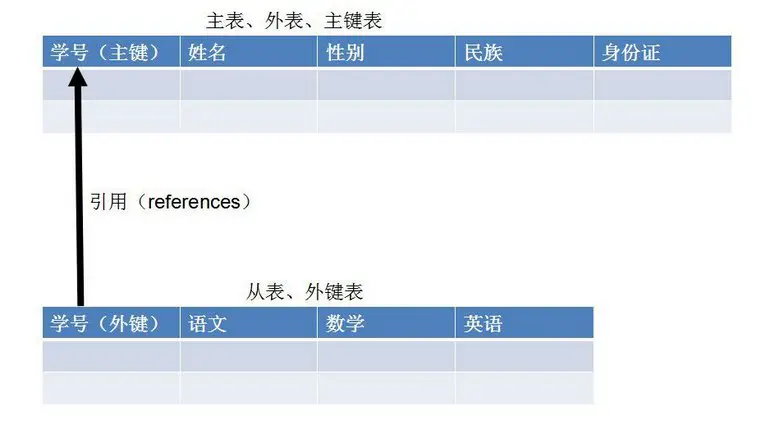 主表、外表、主键表
学号（主键） 姓名 性别 民族 身份证
引用（references）
从表、外键表
学号（外键） 语文 数学 英语